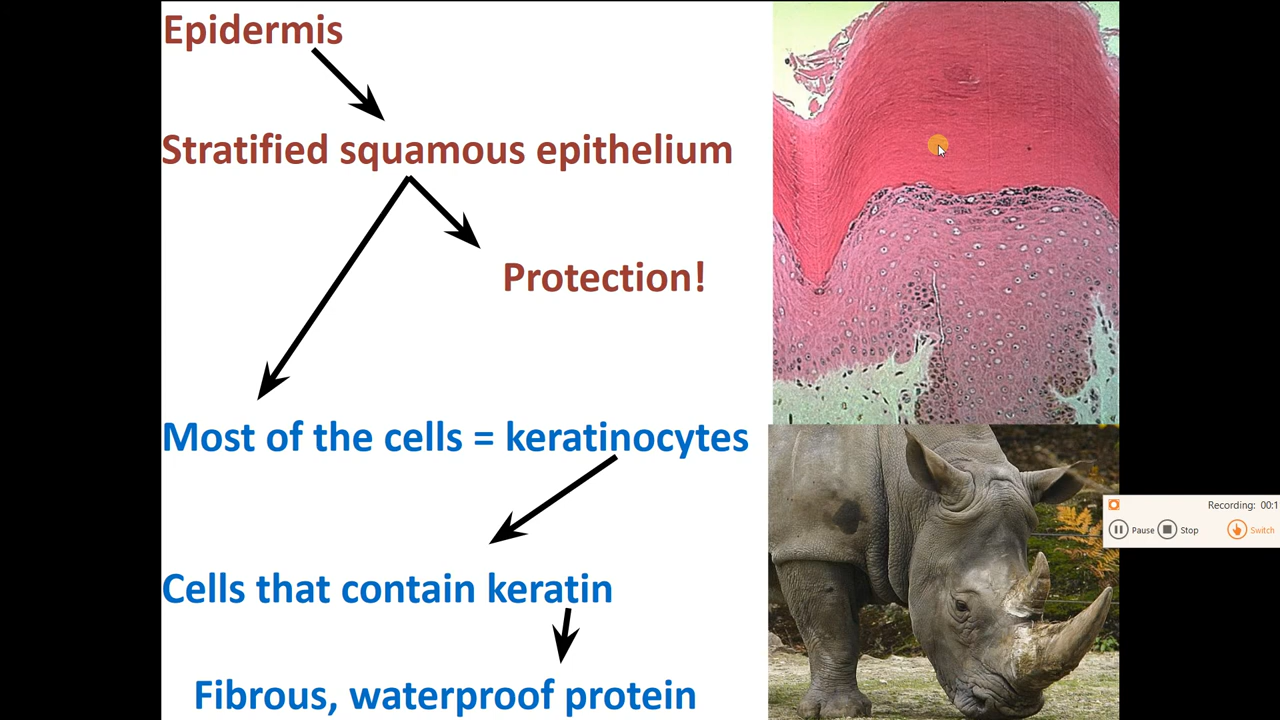 Epidermis
Stratified squamous epithelium
Protection!
Most of the cells = keratinocytes
Cells that contain keratin
Fibrous, waterproof protein
Recording: 00:1
Pause Stop Switch